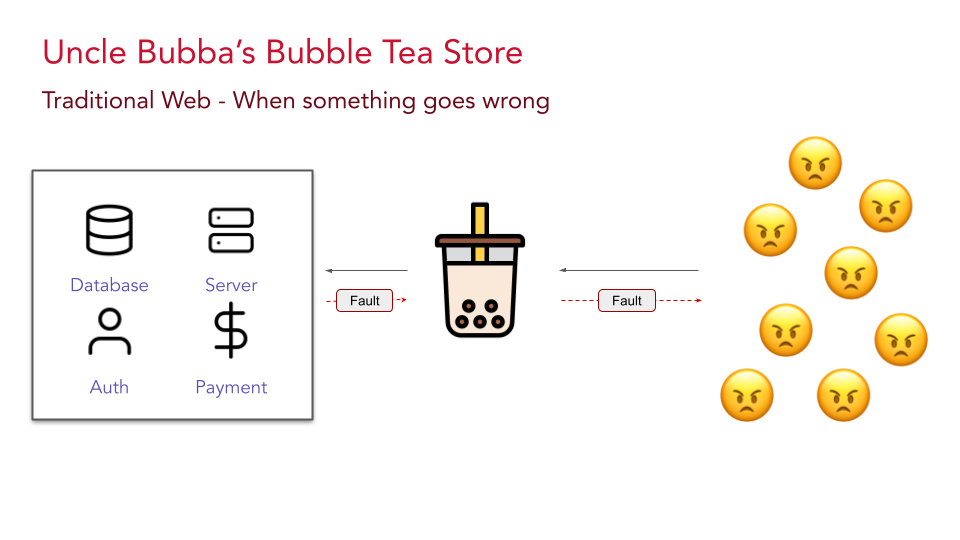 Uncle Bubba’s Bubble Tea Store
Traditional Web - When something goes wrong
Database
Server
Fault
Fault
Auth
Payment